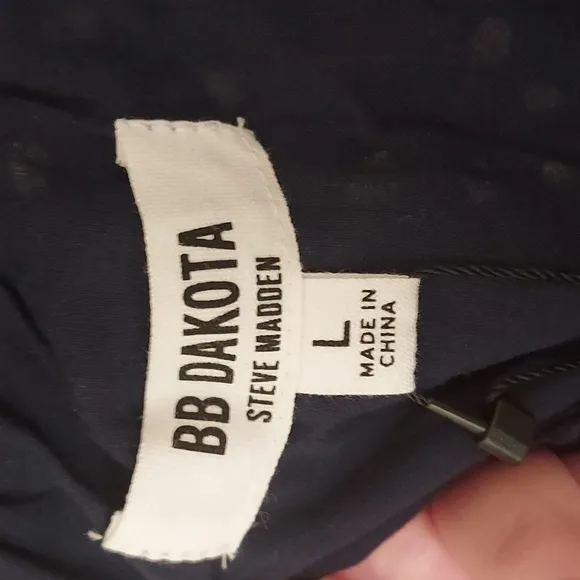 BB DAKOTA
STEVE MADDEN
L
MADE IN
CHINA